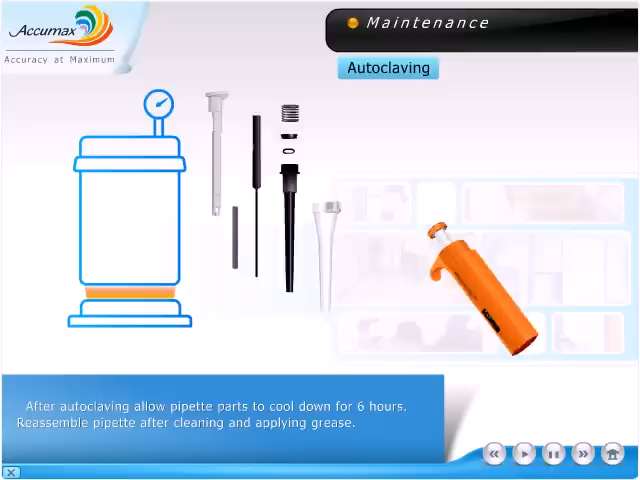 Accumax
Accuracy at Maximum
Maintenance
Autoclaving
After autoclaving allow pipette parts to cool down for 6 hours.
Reassemble pipette after cleaning and applying grease.